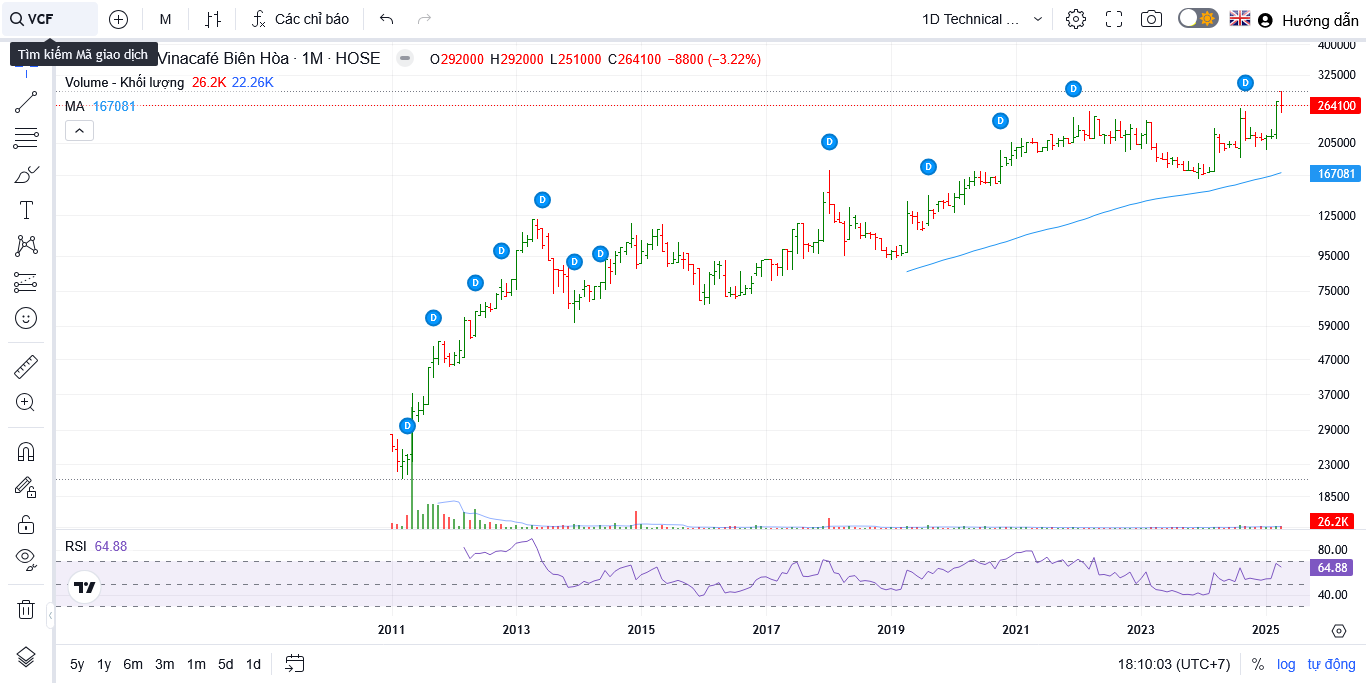 VCF M Các chỉ báo 1D Technical ... Hướng dẫn
Tìm kiếm Mã giao dịch
Vinacafé Biên Hòa · 1M · HOSE O292000 H292000 L251000 C264100 −8800 (−3.22%)
Volume - Khối lượng 26.2K 22.26K
MA 167081
400000
325000
264100
205000
167081
125000
95000
75000
59000
47000
37000
29000
23000
18500
26.2K
D
D
D
D
D
D
D
D
D
D
D
D
RSI 64.88
80.00
64.88
40.00
2011 2013 2015 2017 2019 2021 2023 2025
5y 1y 6m 3m 1m 5d 1d 18:10:03 (UTC+7) % log tự động